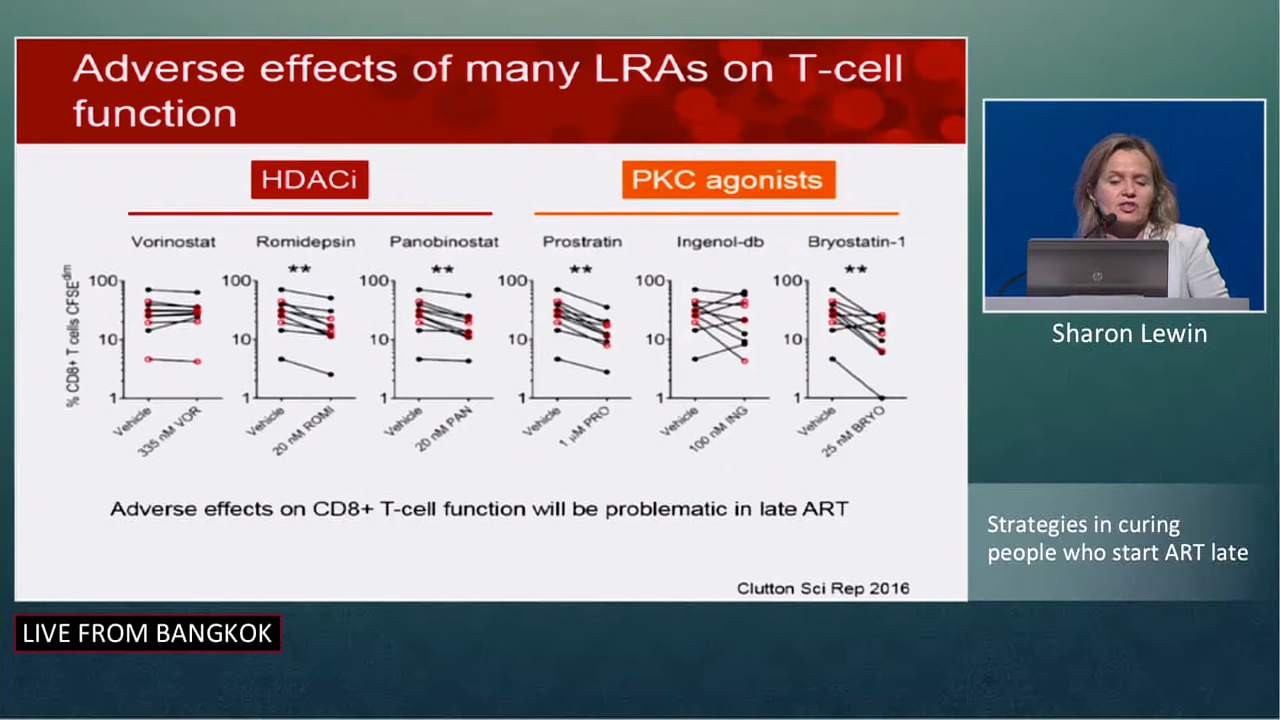 Adverse effects of many LRAs on T-cell
function
HDACi
PKC agonists
Vorinostat
Romidepsin
Panobinostat
Prostratin
Ingenol-db
Bryostatin-1
**
**
**
**
% CD8+ T cells CFSEdim
100
10
1
100
10
1
100
10
1
100
10
1
100
10
1
100
10
1
Vehicle
335 nM VOR
Vehicle
20 nM ROMI
Vehicle
20 nM PAN
Vehicle
1 µM PRO
Vehicle
100 nM ING
Vehicle
25 nM BRYO
Adverse effects on CD8+ T-cell function will be problematic in late ART
Clutton Sci Rep 2016
hp
Sharon Lewin
Strategies in curing
people who start ART late
LIVE FROM BANGKOK